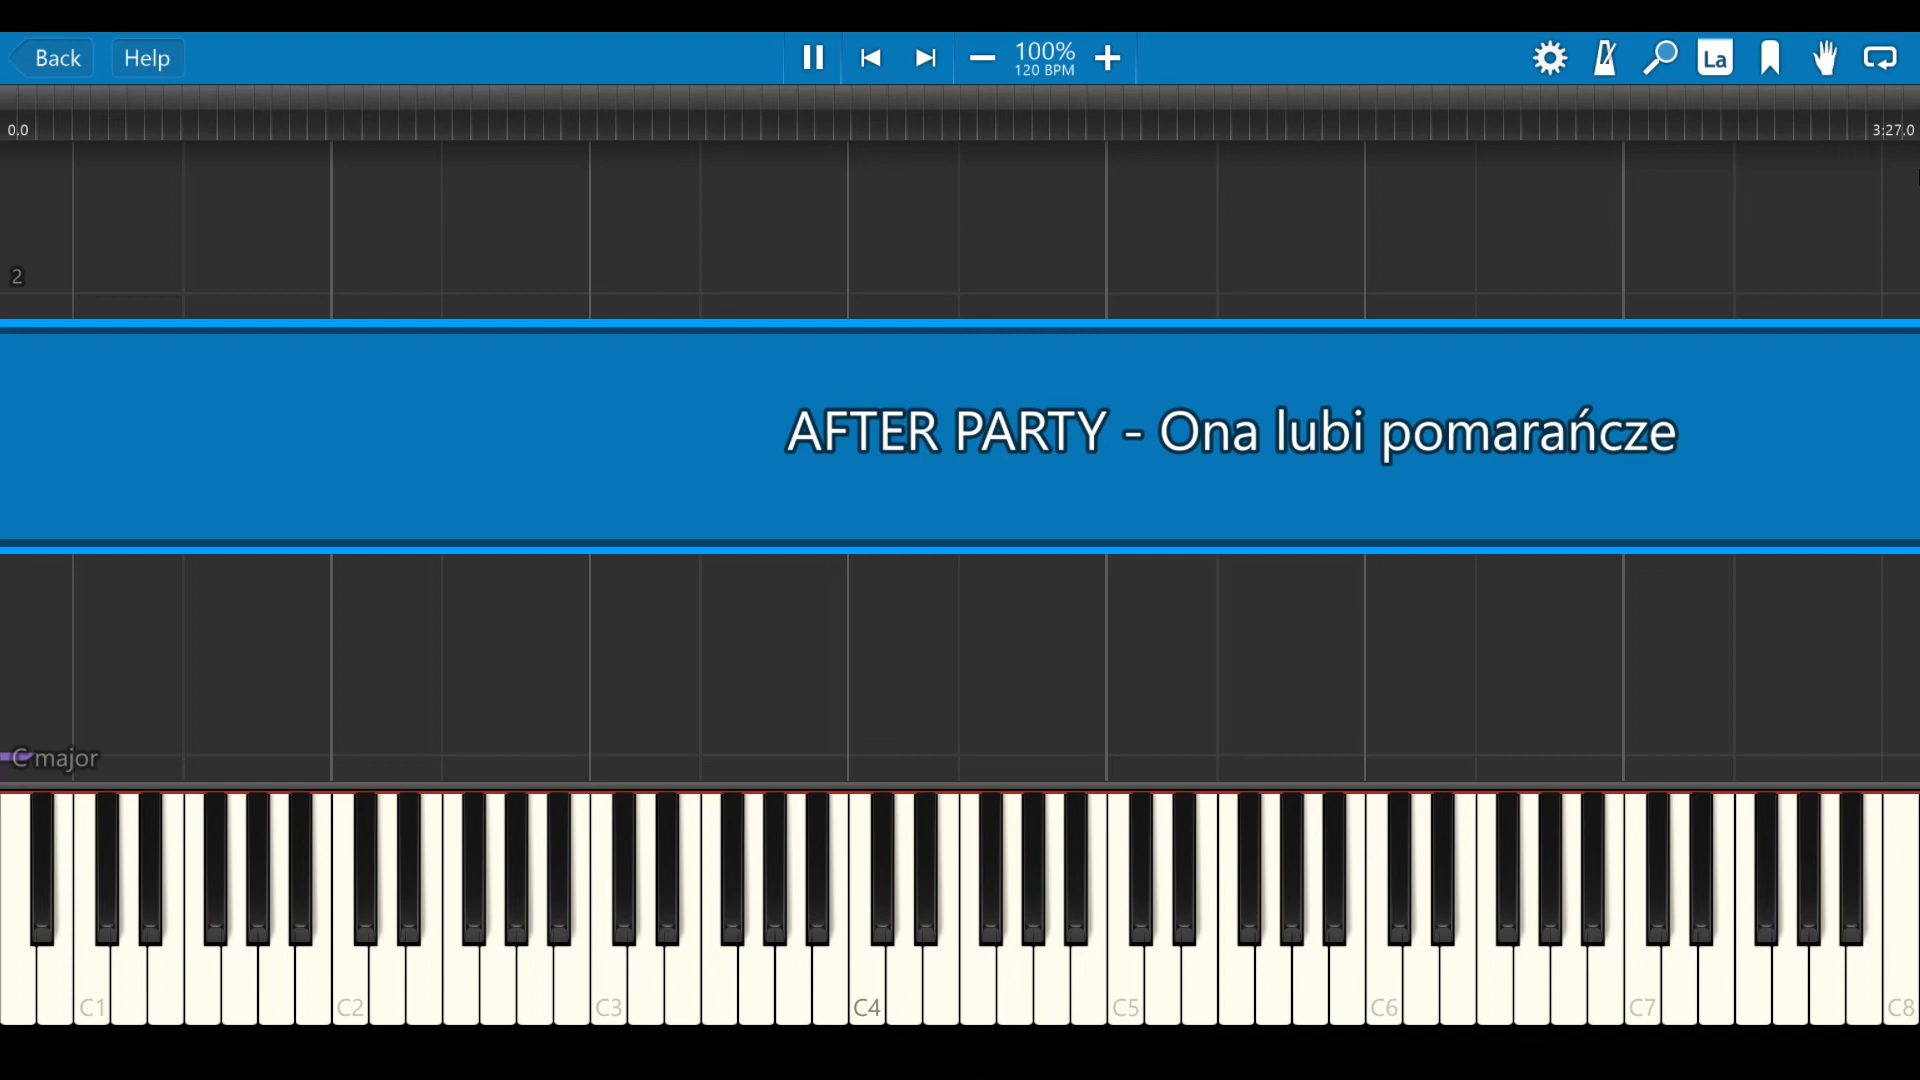 Back
Help
100%
120 BPM
La
0.0
3:27.0
2
AFTER PARTY - Ona lubi pomarańcze
C major
C1
C2
C3
C4
C5
C6
C7
C8